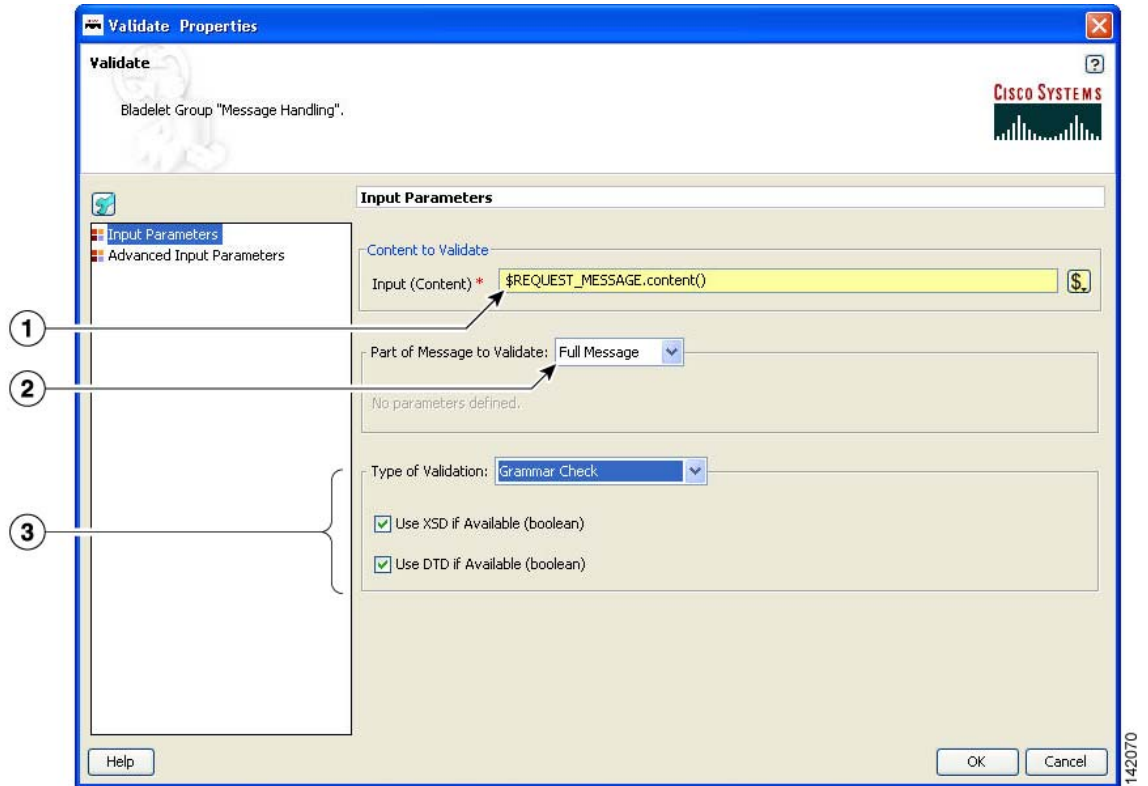 Validate Properties
Validate
Bladelet Group "Message Handling".
?
CISCO SYSTEMS
Input Parameters
Advanced Input Parameters
Input Parameters
Content to Validate
Input (Content) * $REQUEST_MESSAGE.content()
$
1
Part of Message to Validate: Full Message
2
No parameters defined.
Type of Validation: Grammar Check
3
Use XSD if Available (boolean)
Use DTD if Available (boolean)
Help
OK
Cancel
142070